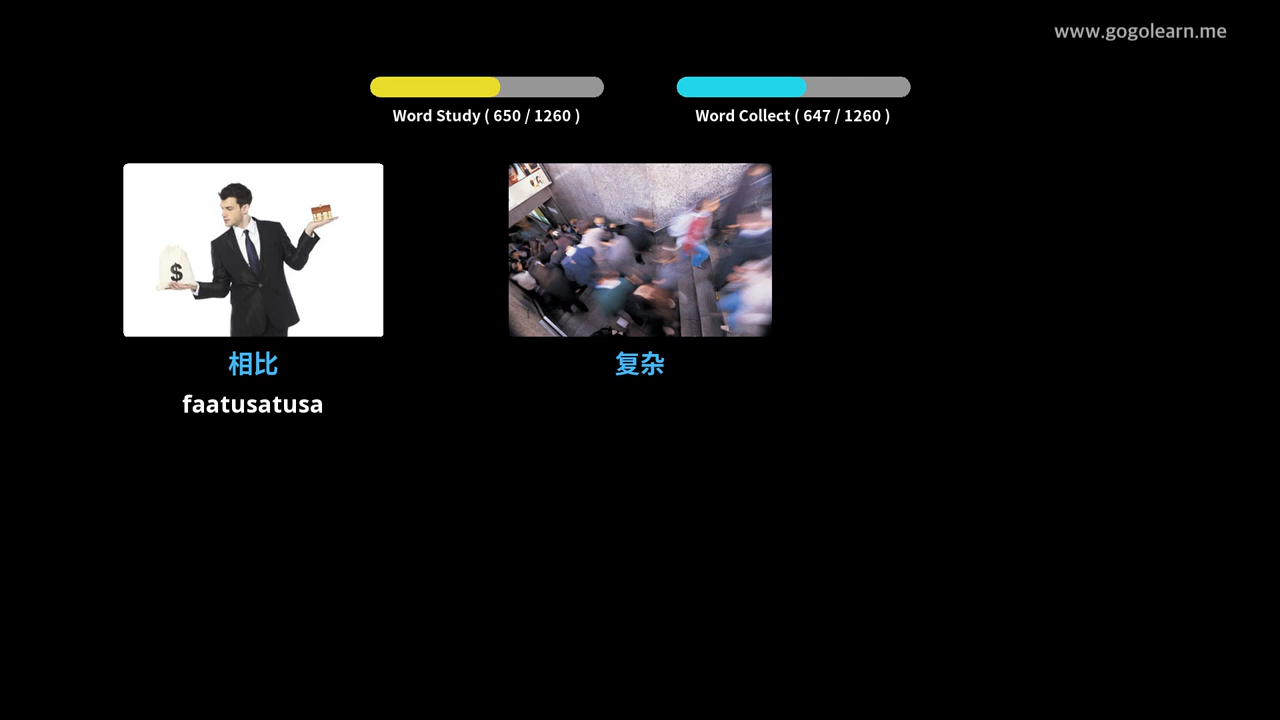 www.gogolearn.me
Word Study ( 650 / 1260 )
Word Collect ( 647 / 1260 )
$
相比
复杂
faatusatusa